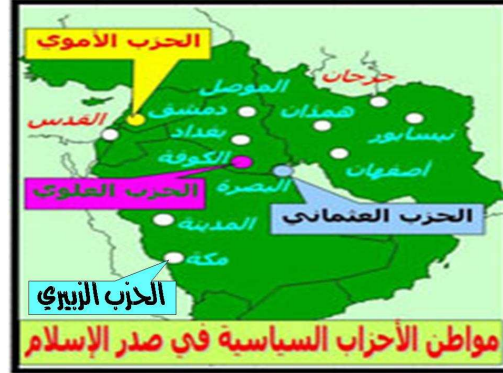 الحزب الأموي
جرجان
الموصل
همذان
دمشق
القدس
نيسابور
بغداد
أصفهان
الكوفة
الحزب العلوي
البصرة
الحزب العثماني
المدينة
مكة
الحزب الزبيري
مواطن الأحزاب السياسية في صدر الإسلام